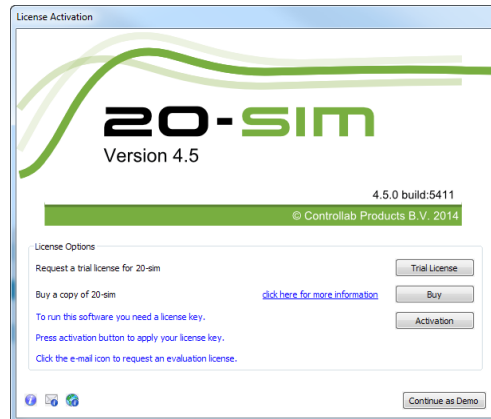 License Activation
20-sim
Version 4.5
4.5.0 build:5411
© Controllab Products B.V. 2014
License Options
Request a trial license for 20-sim
Trial License
Buy a copy of 20-sim
click here for more information
Buy
To run this software you need a license key.
Activation
Press activation button to apply your license key.
Click the e-mail icon to request an evaluation license.
Continue as Demo